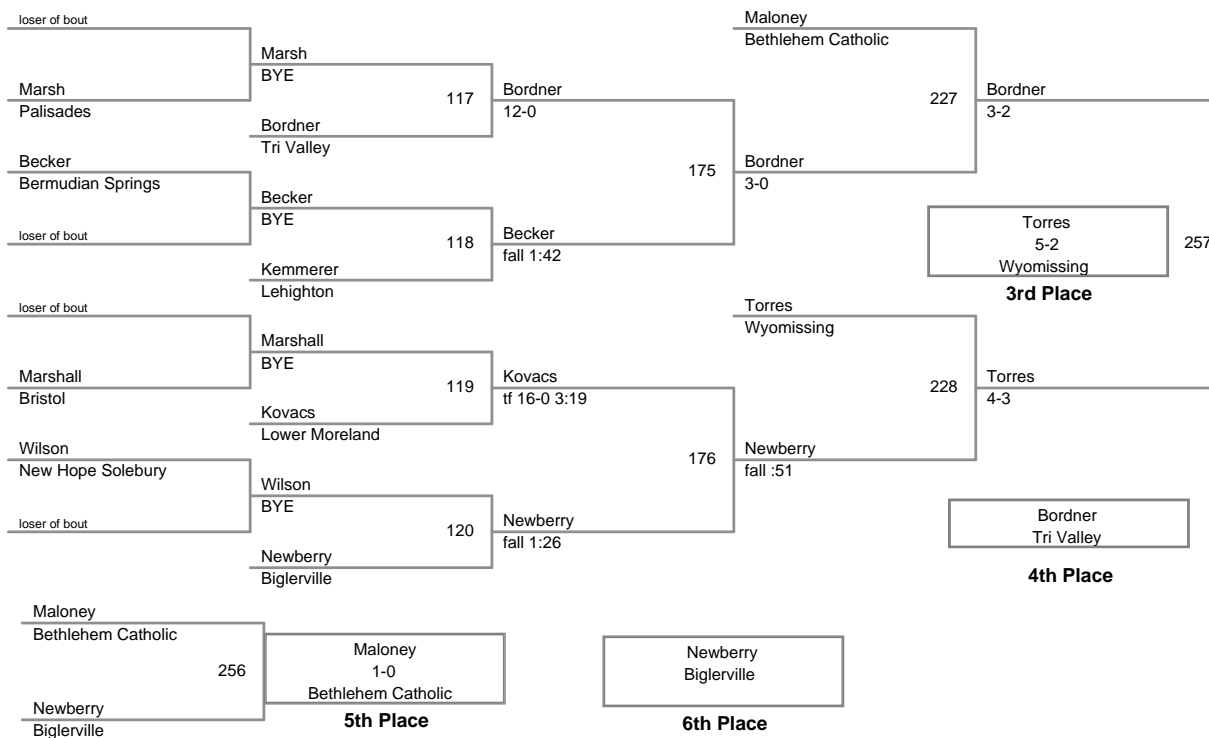 loser of bout
Maloney
Bethlehem Catholic
Marsh
BYE
Marsh
Palisades
117
Bordner
12-0
227
Bordner
3-2
Bordner
Tri Valley
Becker
Bermudian Springs
175
Bordner
3-0
Becker
BYE
loser of bout
118
Becker
fall 1:42
Torres
5-2
Wyomissing
257
3rd Place
Kemmerer
Lehighton
loser of bout
Torres
Wyomissing
Marshall
BYE
Marshall
Bristol
119
Kovacs
tf 16-0 3:19
228
Torres
4-3
Kovacs
Lower Moreland
Wilson
New Hope Solebury
176
Newberry
fall :51
Wilson
BYE
loser of bout
120
Newberry
fall 1:26
Bordner
Tri Valley
4th Place
Newberry
Biglerville
Maloney
Bethlehem Catholic
256
Maloney
1-0
Bethlehem Catholic
5th Place
Newberry
Biglerville
6th Place
Newberry
Biglerville